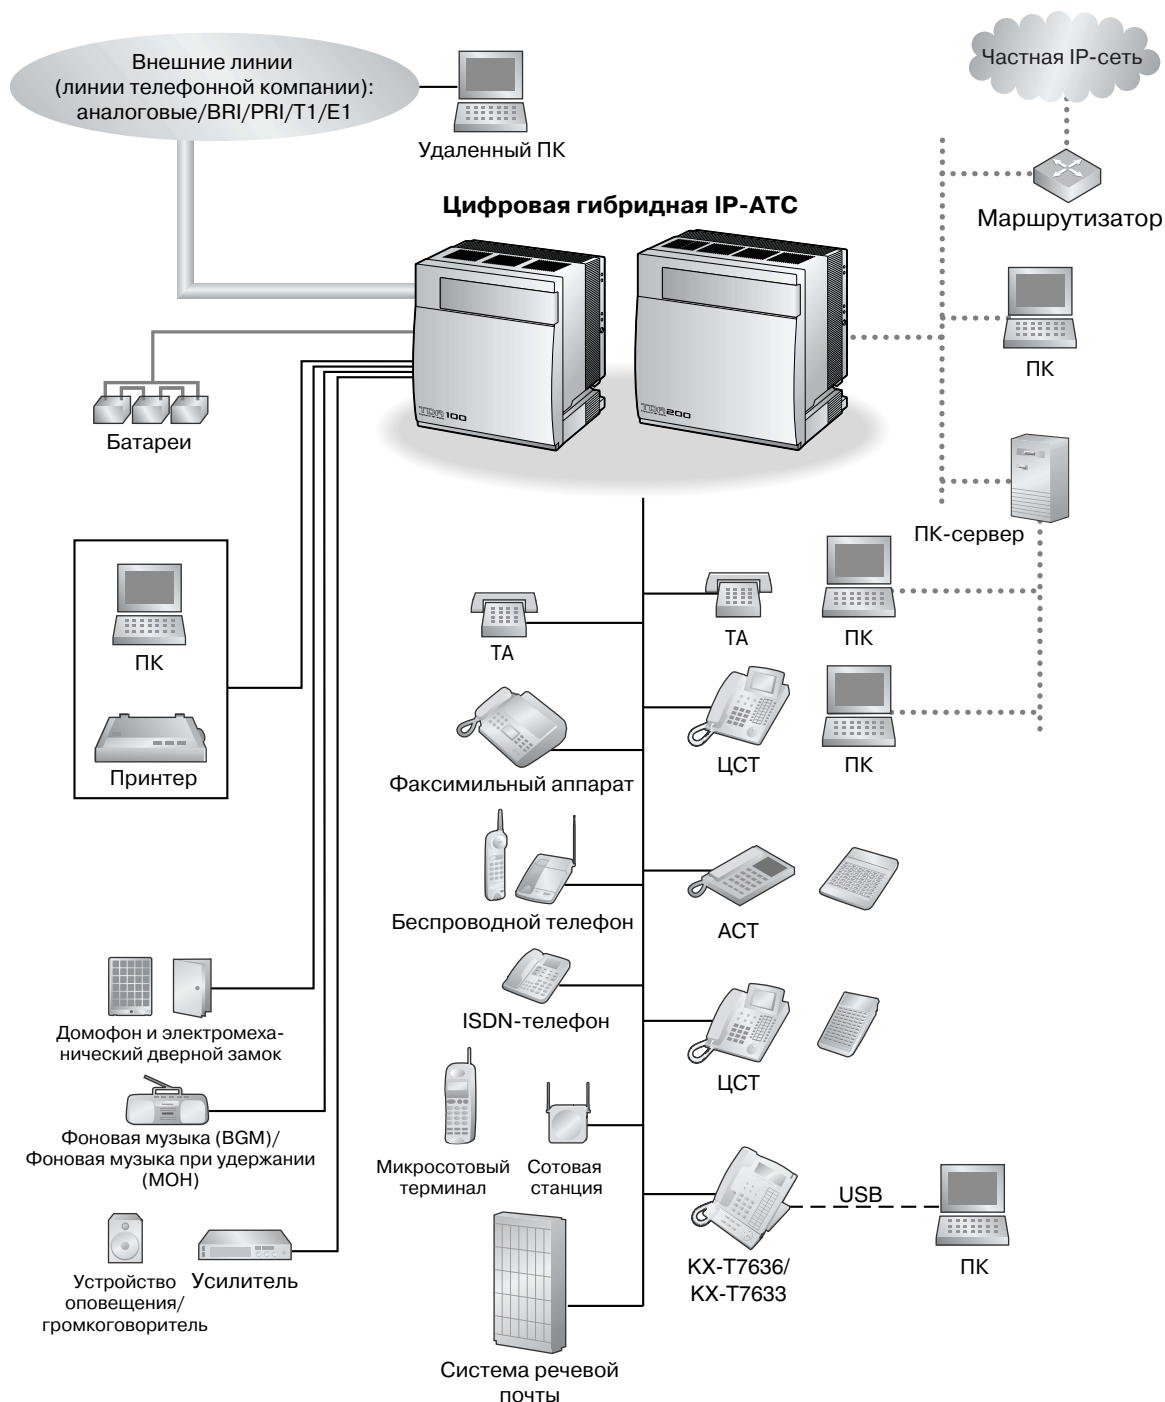 Внешние линии
(линии телефонной компании):
аналоговые/BRI/PRI/T1/E1
Удаленный ПК
Частная IP-сеть
Маршрутизатор
Цифровая гибридная IP-АТС
TDA100
TDA200
ПК
Батареи
ПК-сервер
ПК
Принтер
ТА
ТА
ПК
Факсимильный аппарат
ЦСТ
ПК
Беспроводной телефон
АСТ
ISDN-телефон
ЦСТ
Домофон и электромеха-
нический дверной замок
Фоновая музыка (BGM)/
Фоновая музыка при удержании
(MOH)
Микросотовый
терминал
Сотовая
станция
Устройство
оповещения/
громкоговоритель
Усилитель
KX-T7636/
KX-T7633
USB
ПК
Система речевой
почты